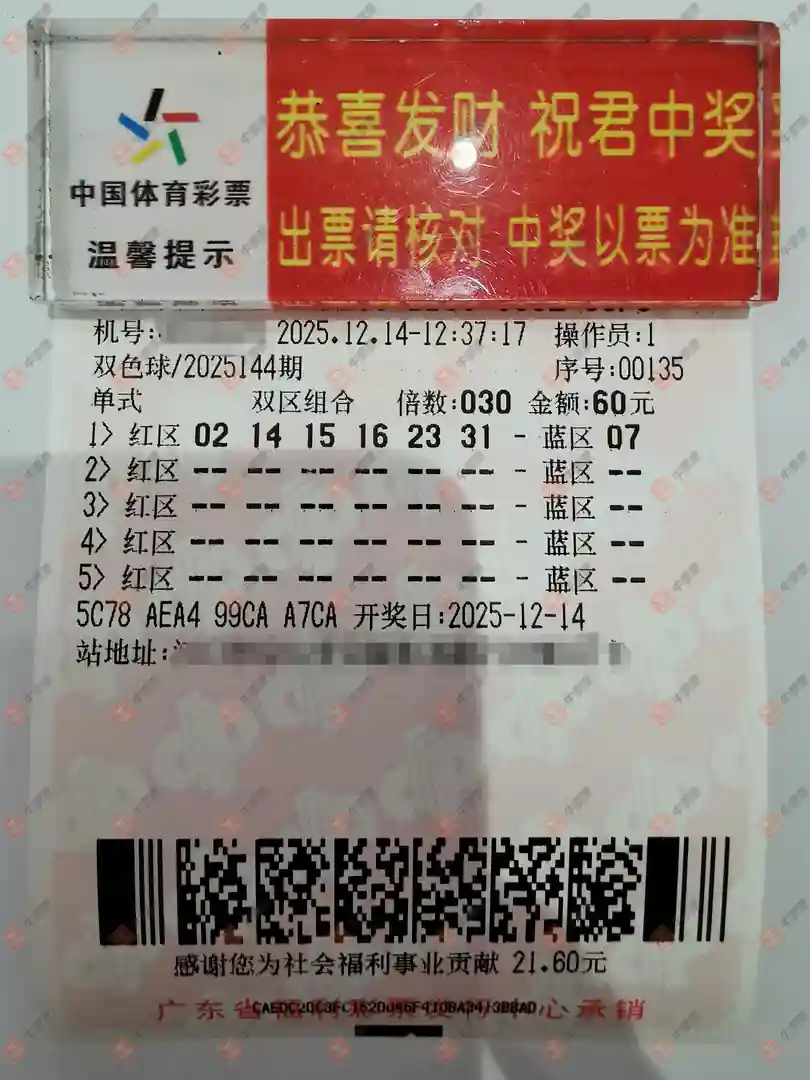 恭喜发财 祝君中奖
中国体育彩票
温馨提示
出票请核对 中奖以票为准
机号: 2025.12.14-12:37:17 操作员:1
双色球/2025144期 序号:00135
单式 双区组合 倍数:030 金额:60元
1> 红区 02 14 15 16 23 31 - 蓝区 07
2> 红区 -- -- -- -- -- -- - 蓝区 --
3> 红区 -- -- -- -- -- -- - 蓝区 --
4> 红区 -- -- -- -- -- -- - 蓝区 --
5> 红区 -- -- -- -- -- -- - 蓝区 --
5C78 AEA4 99CA A7CA 开奖日:2025-12-14
站地址:
感谢您为社会福利事业贡献 21.60元
广东省福利 中心承销